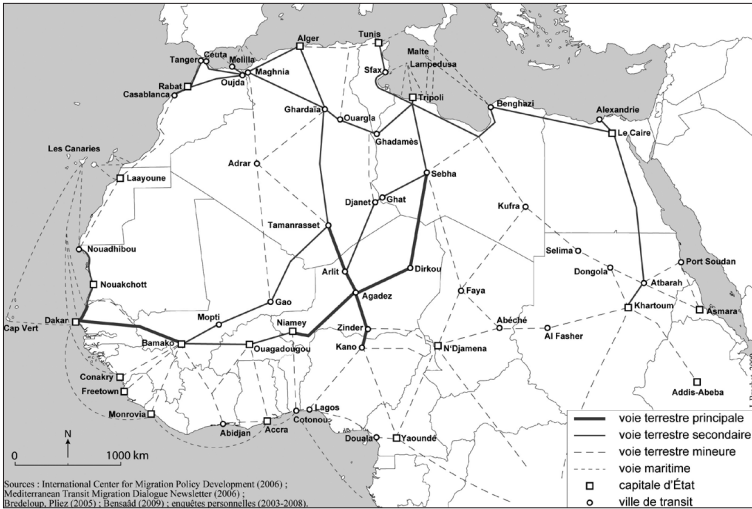 Alger
Tunis
Ceuta
Tanger
Melilla
Maghnia
Malte
Lampedusa
Sfax
Oujda
Rabat
Casablanca
Tripoli
Benghazi
Alexandrie
Ghardaïa
Ouargla
Ghadamès
Le Caire
Les Canaries
Adrar
Sebha
Laayoune
Djanet
Ghat
Kufra
Tamanrasset
Nouadhibou
Selima
Port Soudan
Dongola
Arlit
Dirkou
Nouakchott
Agadez
Faya
Atbarah
Gao
Khartoum
Asmara
Cap Vert
Dakar
Mopti
Niamey
Zinder
Abéché
Al Fasher
Bamako
Ouagadougou
Kano
N'Djamena
Conakry
Freetown
Addis-Abeba
Monrovia
Lagos
Cotonou
Abidjan
Accra
Douala
Yaoundé
N
0 1000 km
voie terrestre principale
voie terrestre secondaire
voie terrestre mineure
voie maritime
capitale d'État
ville de transit
Sources : International Center for Migration Policy Development (2006) ;
Mediterranean Transit Migration Dialogue Newsletter (2006) ;
Bredeloup, Pliez (2005) ; Bensaâd (2009) ; enquêtes personnelles (2003-2008).